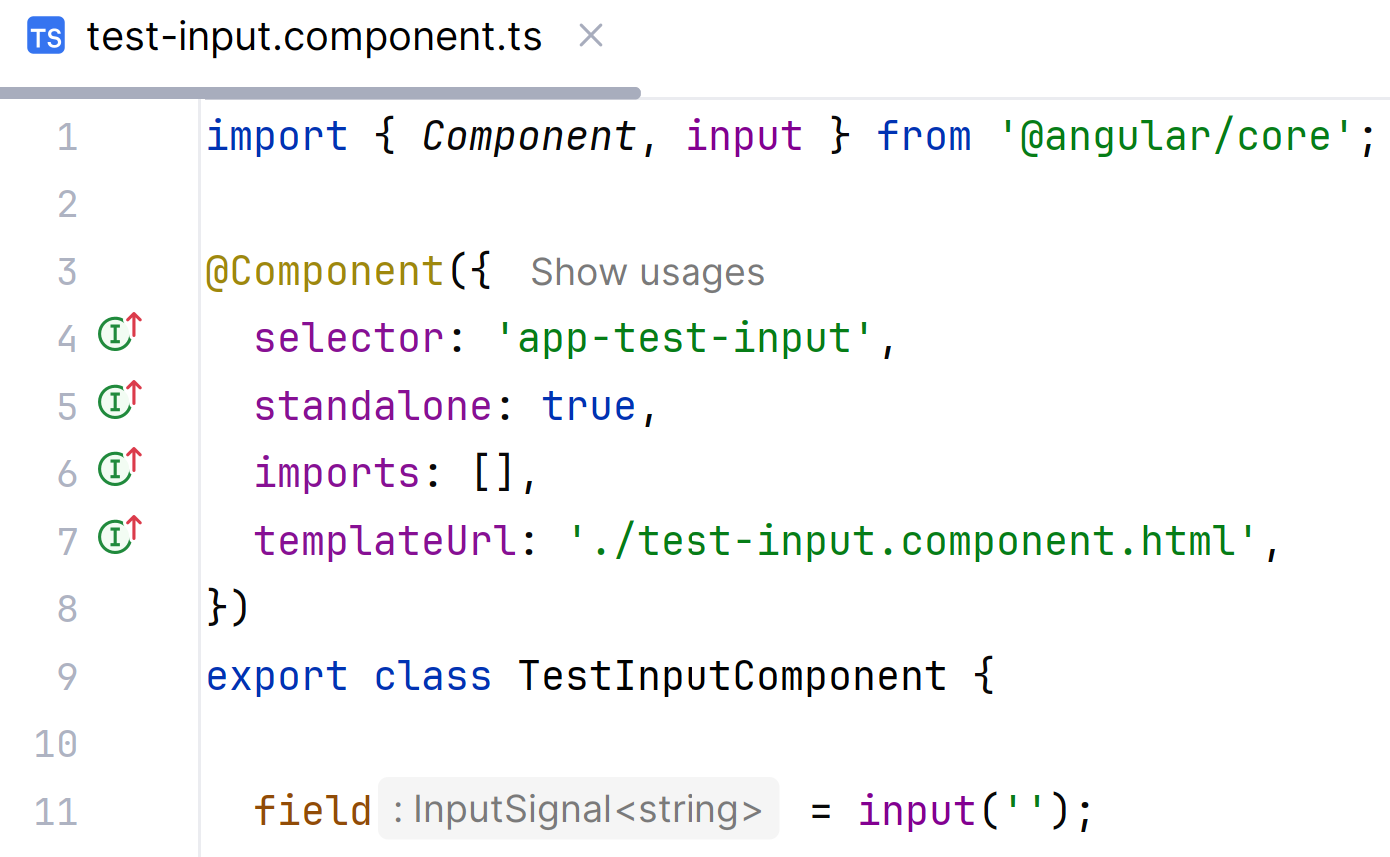 TS test-input.component.ts ×
1 import { Component, input } from '@angular/core';
2
3 @Component({ Show usages
4 selector: 'app-test-input',
5 standalone: true,
6 imports: [],
7 templateUrl: './test-input.component.html',
8 })
9 export class TestInputComponent {
10
11 field : InputSignal<string> = input('');